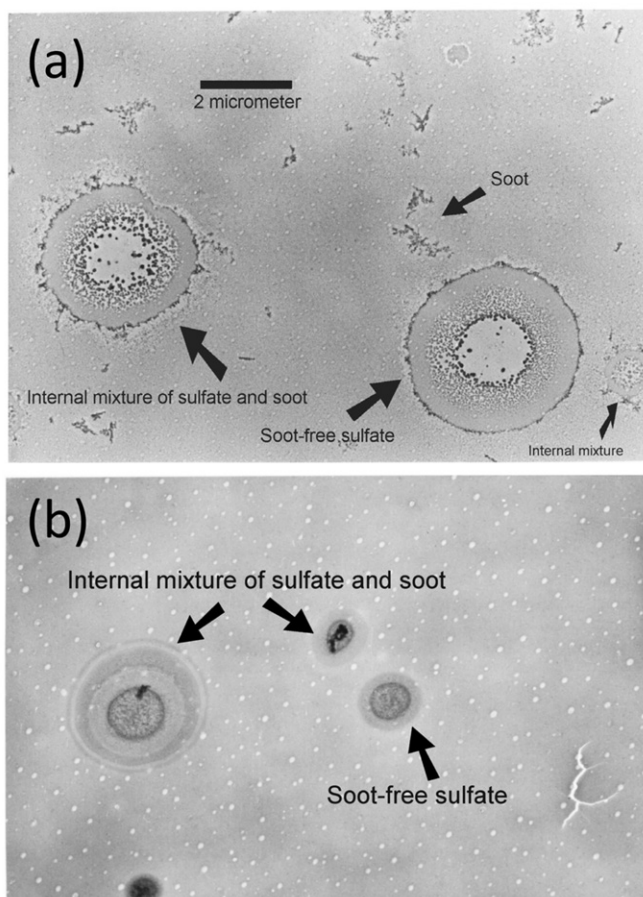 (a)
2 micrometer
Soot
Internal mixture of sulfate and soot
Soot-free sulfate
Internal mixture
(b)
Internal mixture of sulfate and soot
Soot-free sulfate